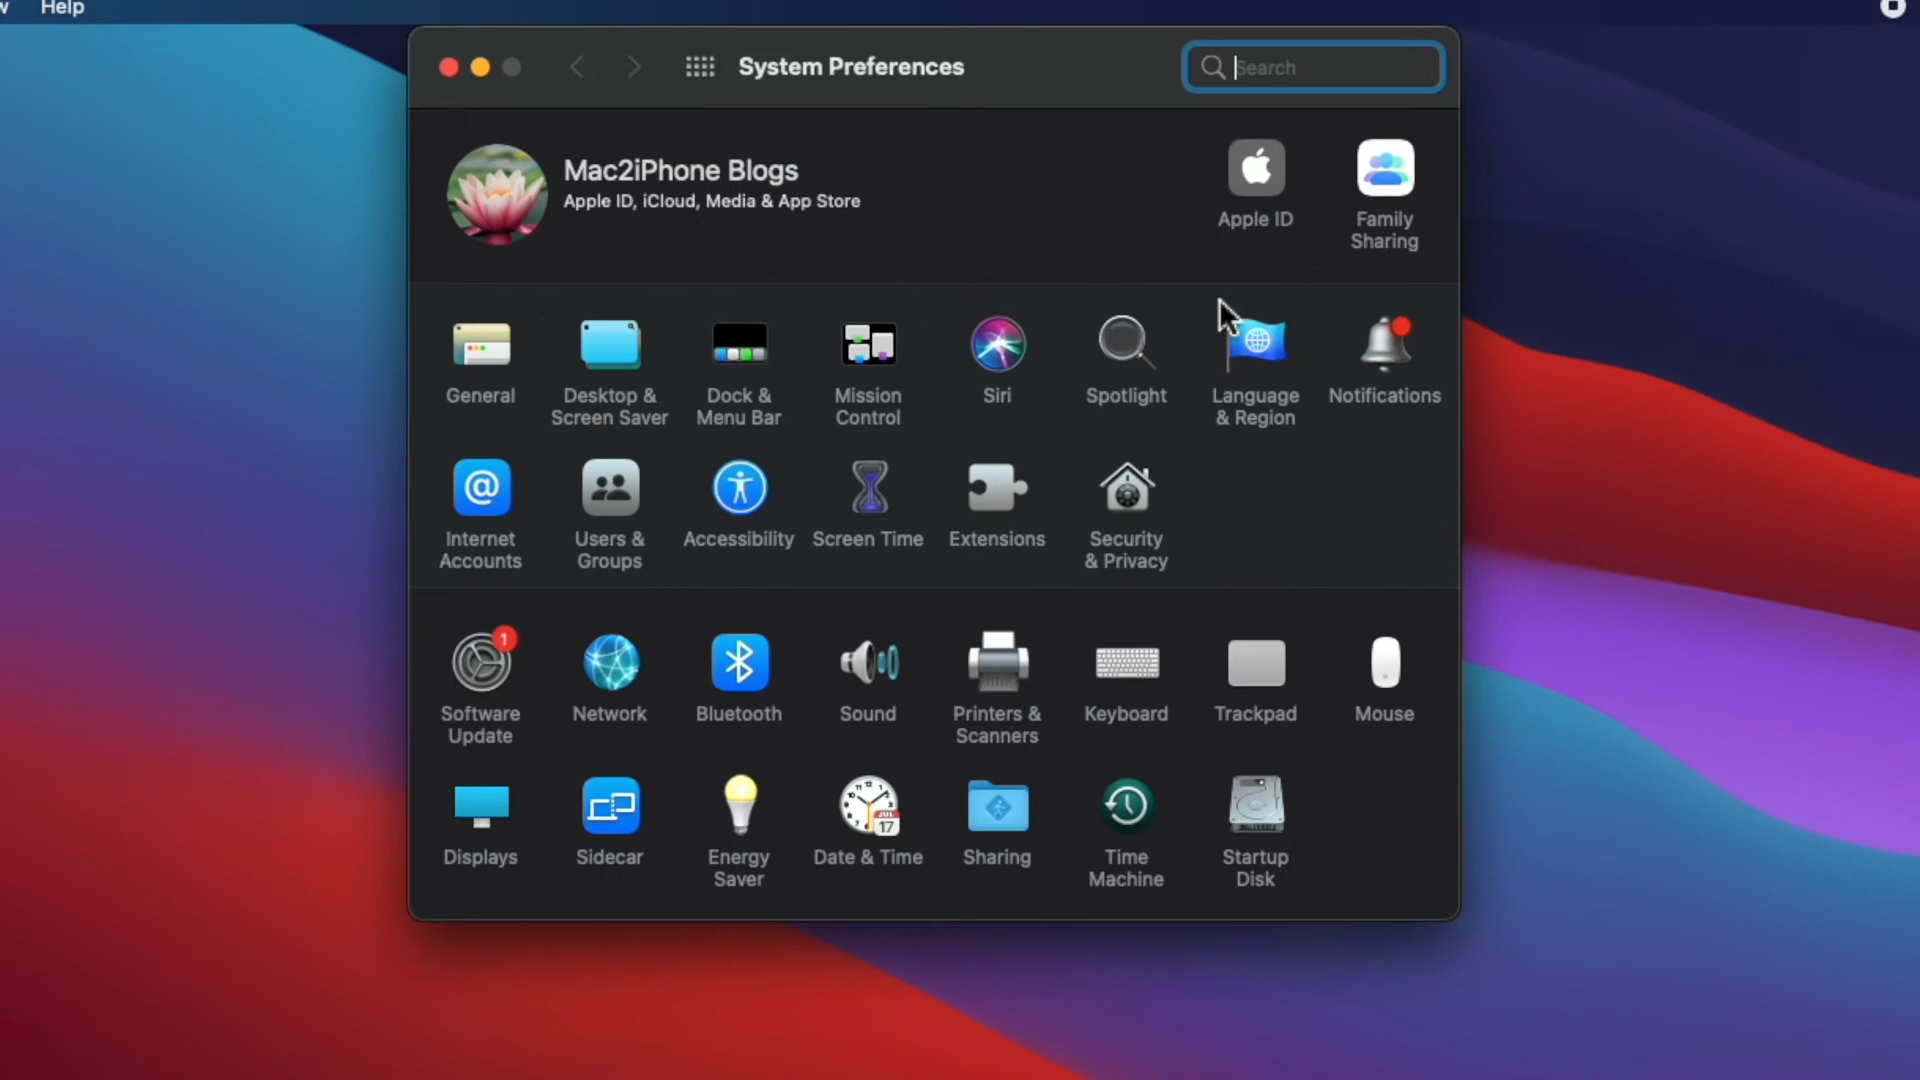 Help
System Preferences
Search
Mac2iPhone Blogs
Apple ID, iCloud, Media & App Store
Apple ID
Family
Sharing
General
Desktop &
Screen Saver
Dock &
Menu Bar
Mission
Control
Siri
Spotlight
Language
& Region
Notifications
Internet
Accounts
Users &
Groups
Accessibility
Screen Time
Extensions
Security
& Privacy
1
Software
Update
Network
Bluetooth
Sound
Printers &
Scanners
Keyboard
Trackpad
Mouse
Displays
Sidecar
Energy
Saver
JUL
17
Date & Time
Sharing
Time
Machine
Startup
Disk